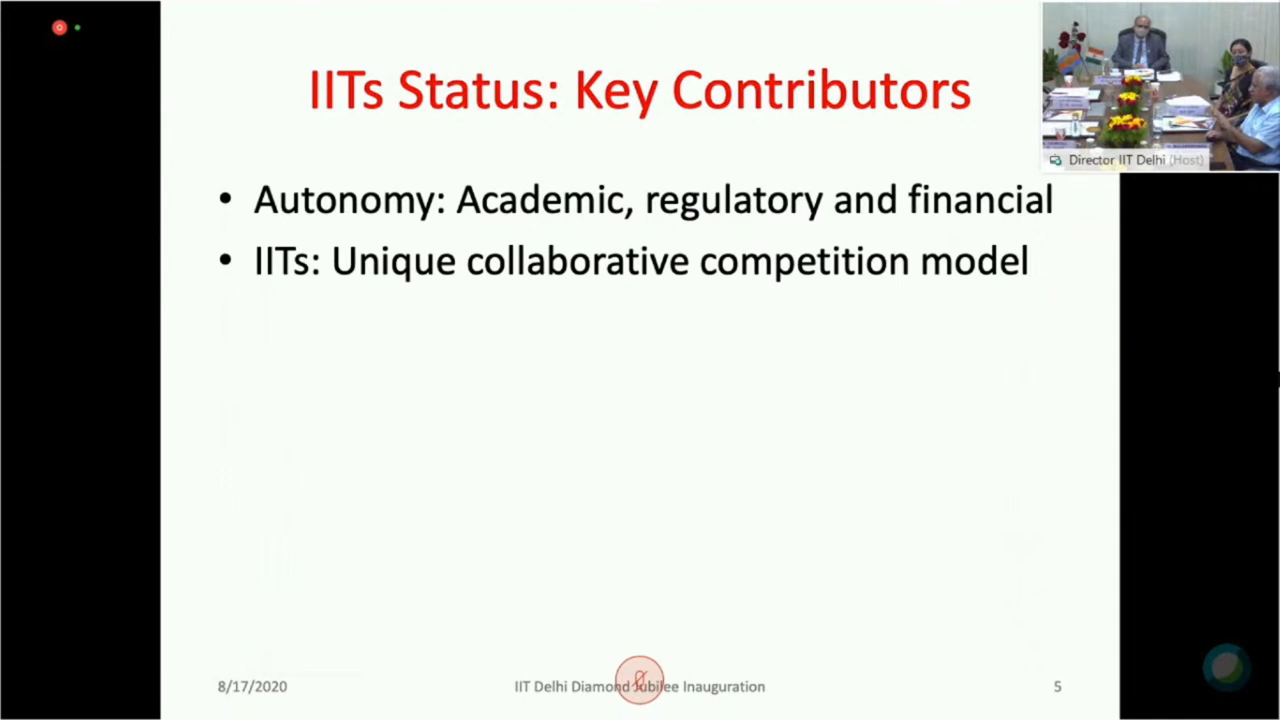 IITs Status: Key Contributors
Director IIT Delhi (Host)
• Autonomy: Academic, regulatory and financial
• IITs: Unique collaborative competition model
8/17/2020
IIT Delhi Diamond Jubilee Inauguration
5